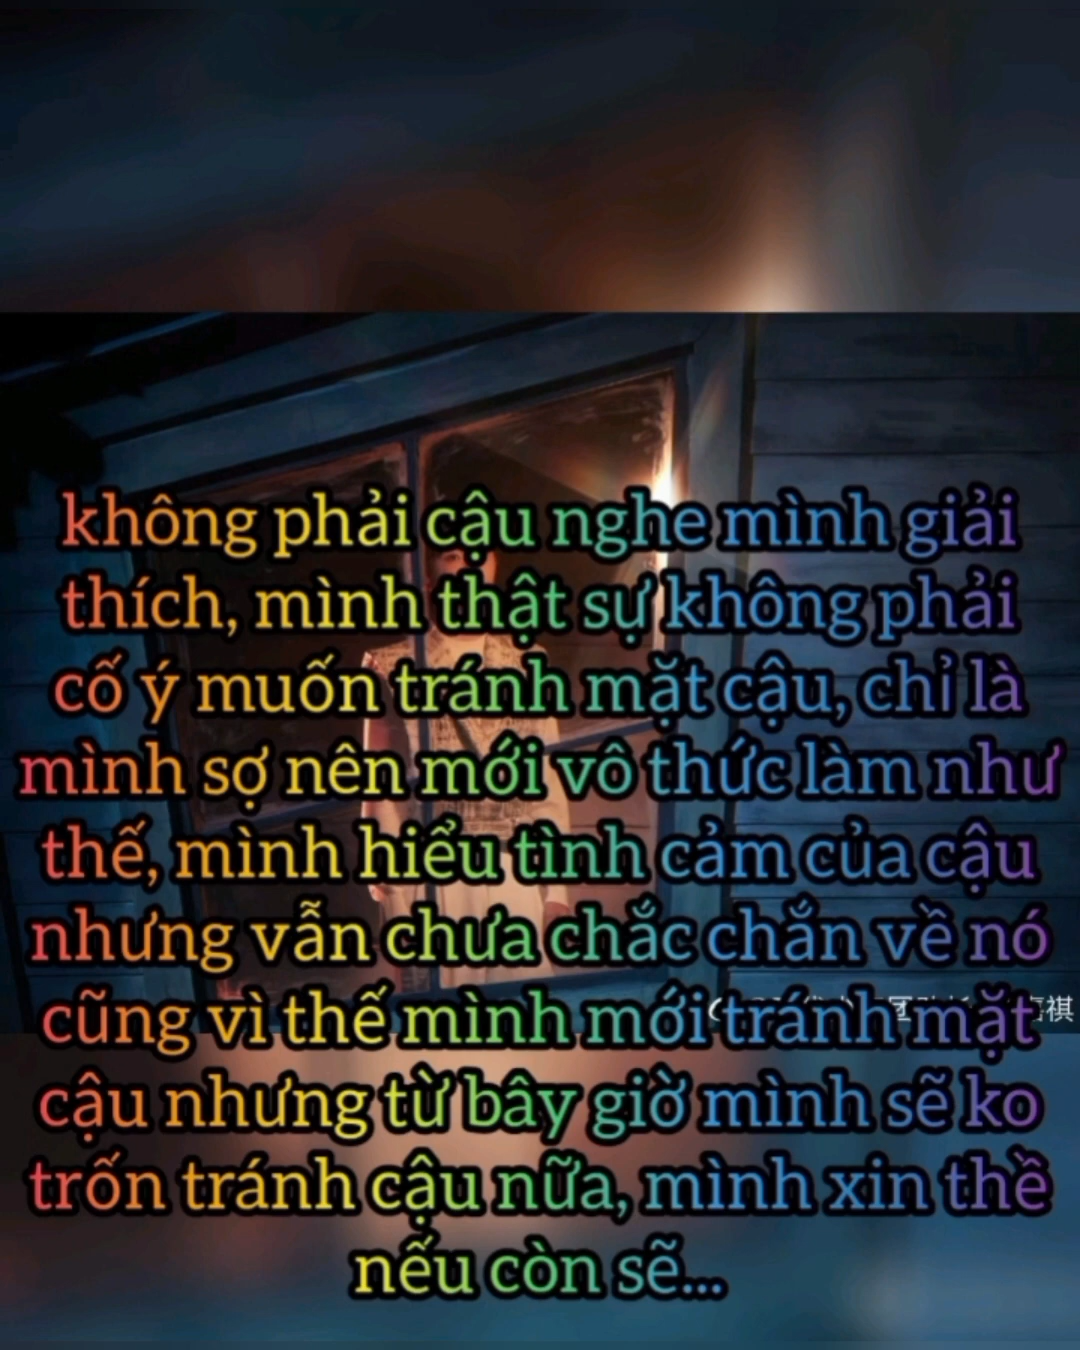 không phải cậu nghe mình giải
thích, mình thật sự không phải
cố ý muốn tránh mặt cậu, chỉ là
mình sợ nên mới vô thức làm như
thế, mình hiểu tình cảm của cậu
nhưng vẫn chưa chắc chắn về nó
cũng vì thế mình mới tránh mặt
cậu nhưng từ bây giờ mình sẽ ko
trốn tránh cậu nữa, mình xin thề
nếu còn sẽ...